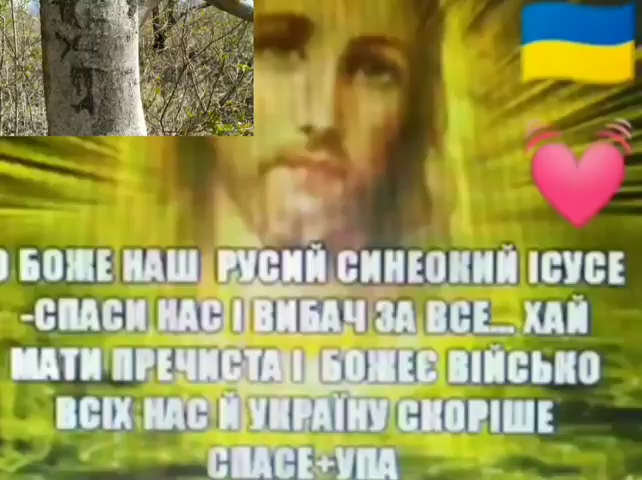 О БОЖЕ НАШ РУСИЙ СИНЕОКИЙ ІСУСЕ
-СПАСИ НАС І ВИБАЧ ЗА ВСЕ... ХАЙ
МАТИ ПРЕЧИСТА І БОЖЕЄ ВІЙСЬКО
ВСІХ НАС Й УКРАЇНУ СКОРІШЕ
СПАСЕ+УПА